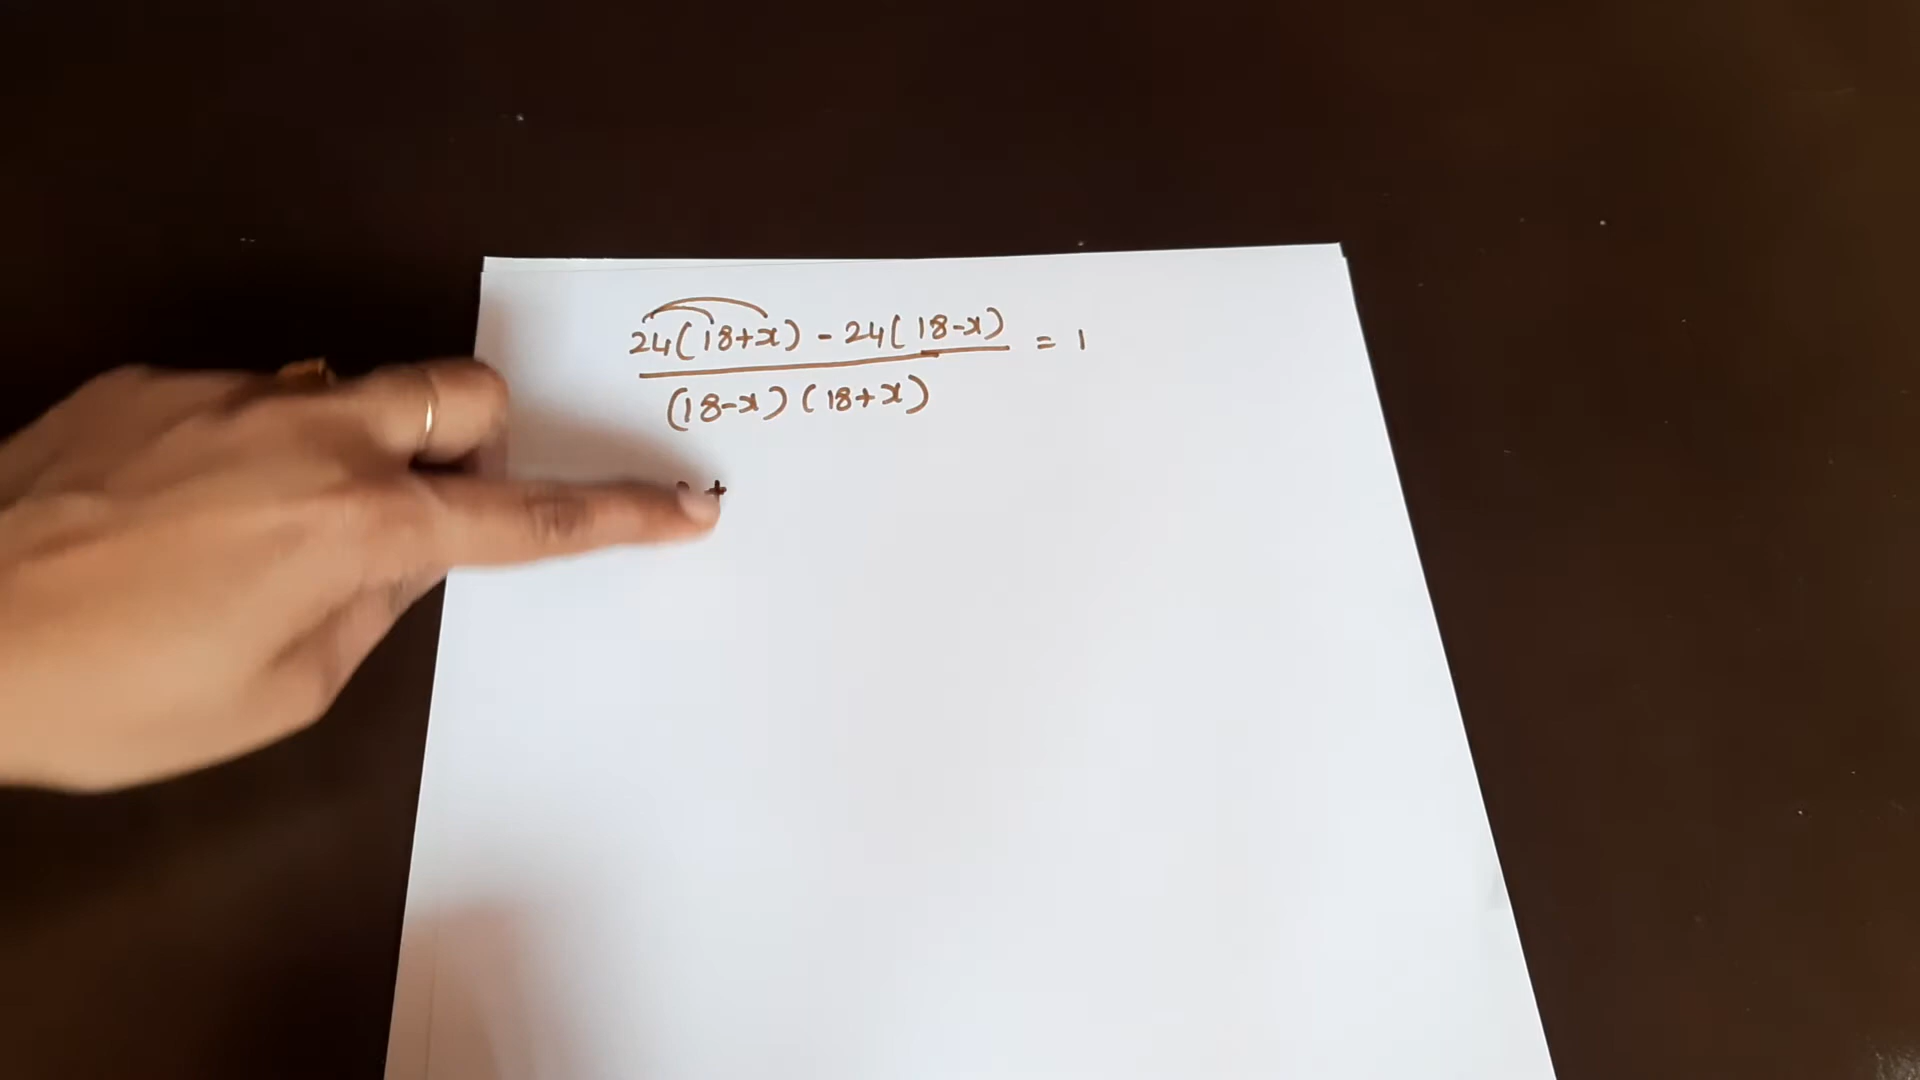 24(18+x) - 24(18-x) = 1
(18-x)(18+x)
+